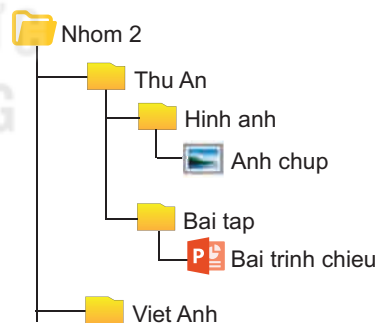 Nhom 2
Thu An
Hinh anh
Anh chup
Bai tap
P
Bai trinh chieu
Viet Anh